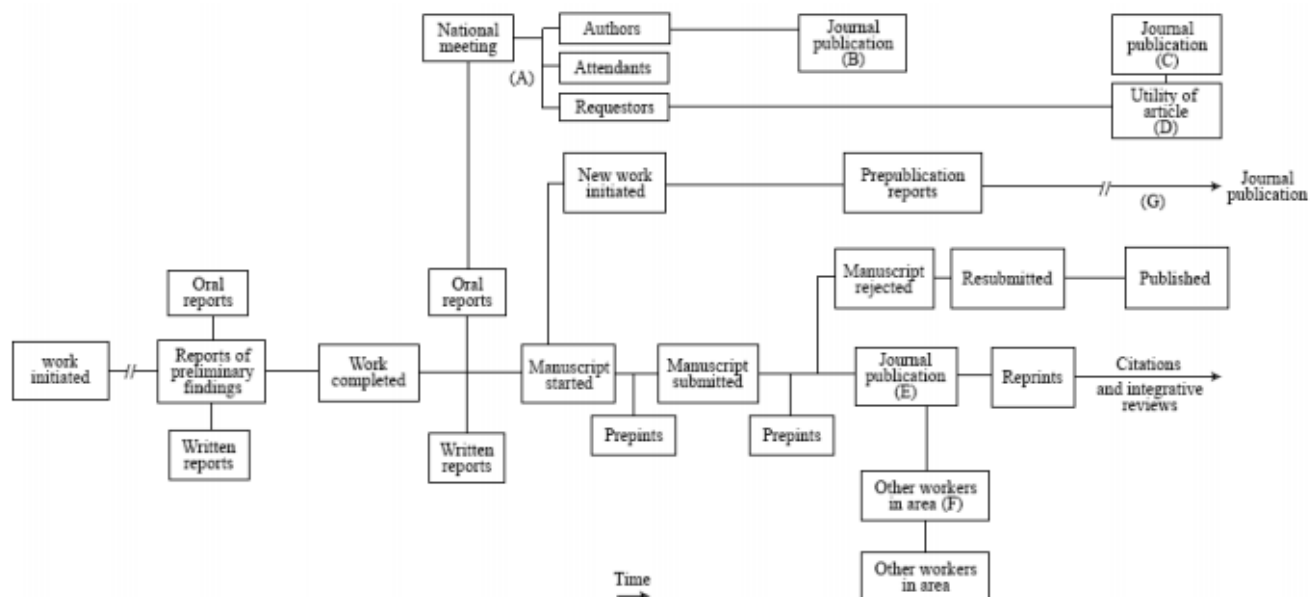 National
meeting
(A)
Authors
Attendants
Requestors
Journal
publication
(B)
Journal
publication
(C)
Utility of
article
(D)
New work
initiated
Prepublication
reports
(G)
Journal
publication
Oral
reports
Oral
reports
Manuscript
rejected
Resubmitted
Published
work
initiated
Reports of
preliminary
findings
Work
completed
Manuscript
started
Manuscript
submitted
Journal
publication
(E)
Reprints
Citations
and integrative
reviews
Written
reports
Written
reports
Prepints
Prepints
Other workers
in area (F)
Other workers
in area
Time